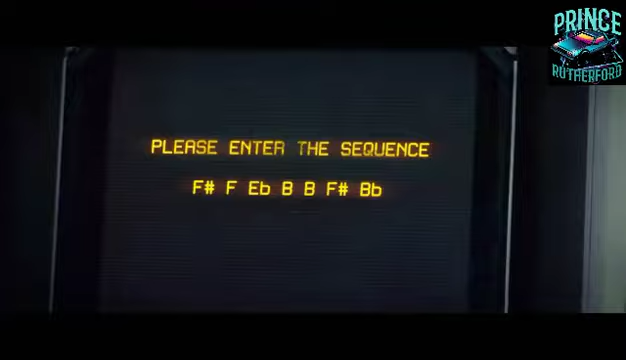 PRINCE
RUTHERFORD
PLEASE ENTER THE SEQUENCE
F# F Eb B B F# Bb